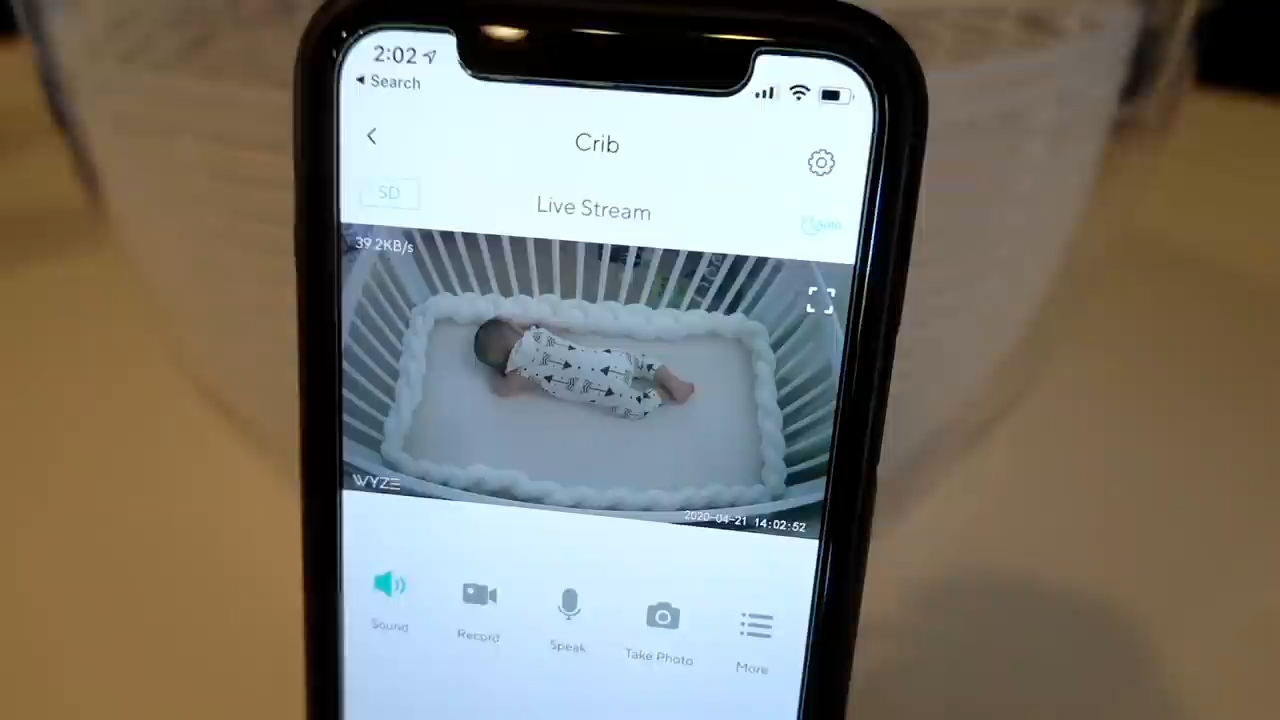 2:02
Search
Crib
SD
Live Stream
39.2KB/s
WYZE
2020-04-21 14:02:52
Sound
Record
Speak
Take Photo
More